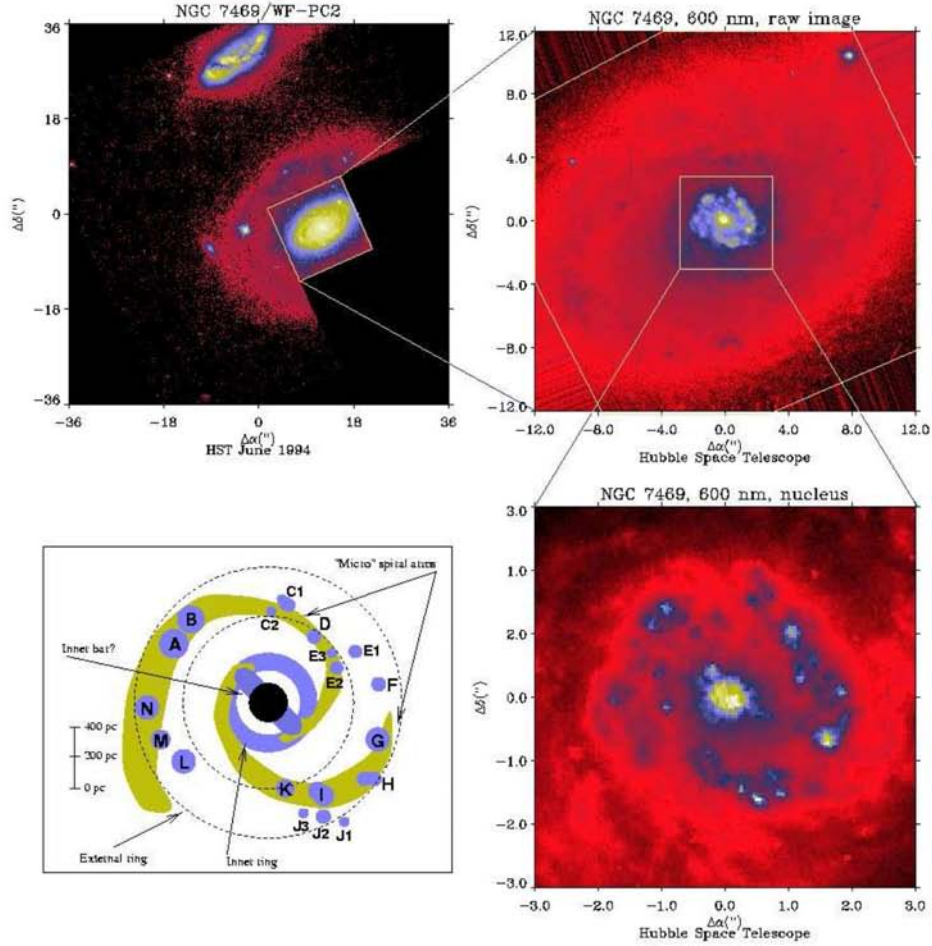 NGC 7469/WF-PC2
36
18
0
-18
-36
Δδ(")
-36
-18
0
18
36
Δα(")
HST June 1994
NGC 7469, 600 nm, raw image
12.0
8.0
4.0
0.0
-4.0
-8.0
-12.0
Δδ(")
-12.0
-8.0
-4.0
0.0
4.0
8.0
12.0
Δα(")
Hubble Space Telescope
"Micro" spiral arms
C1
C2
B
D
A
E3
E1
Inner bar?
E2
F
N
400 pc
M
G
200 pc
L
0 pc
H
K
I
J3
J2
J1
External ring
Inner ring
NGC 7469, 600 nm, nucleus
3.0
1.0
2.0
0.0
-1.0
-2.0
-3.0
Δδ(")
-3.0
-2.0
-1.0
0.0
1.0
2.0
3.0
Δα(")
Hubble Space Telescope